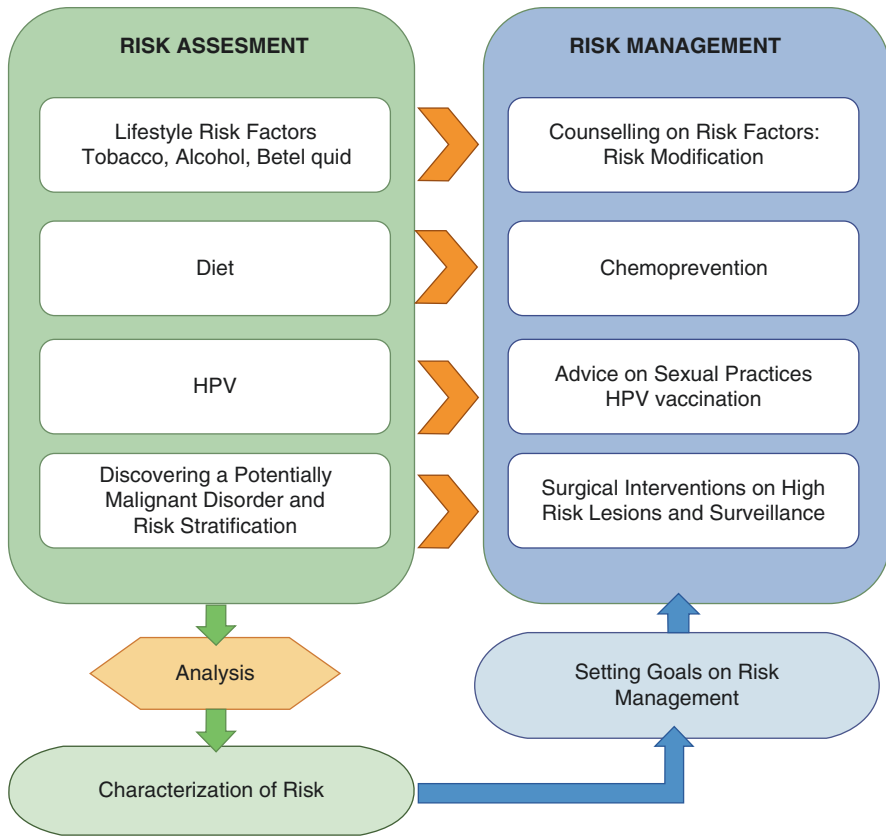 RISK ASSESMENT
Lifestyle Risk Factors
Tobacco, Alcohol, Betel quid
Diet
HPV
Discovering a Potentially
Malignant Disorder and
Risk Stratification
RISK MANAGEMENT
Counselling on Risk Factors:
Risk Modification
Chemoprevention
Advice on Sexual Practices
HPV vaccination
Surgical Interventions on High
Risk Lesions and Surveillance
Analysis
Characterization of Risk
Setting Goals on Risk
Management